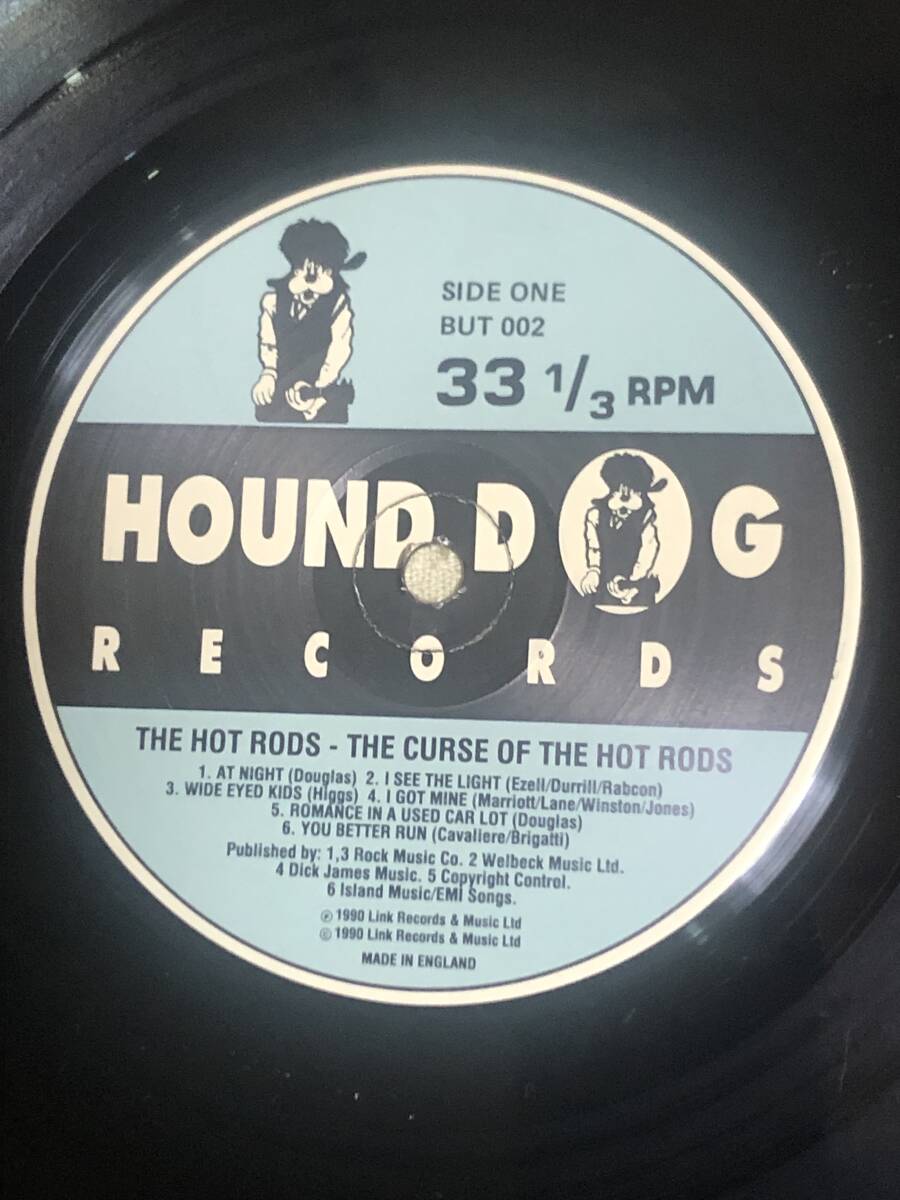 SIDE ONE
BUT 002
33 1/3 RPM
HOUND DOG
RECORDS
THE HOT RODS - THE CURSE OF THE HOT RODS
1. AT NIGHT (Douglas) 2. I SEE THE LIGHT (Ezell/Durrill/Rabcon)
3. WIDE EYED KIDS (Higgs) 4. I GOT MINE (Marriott/Lane/Winston/Jones)
5. ROMANCE IN A USED CAR LOT (Douglas)
6. YOU BETTER RUN (Cavaliere/Brigatti)
Published by: 1,3 Rock Music Co. 2 Welbeck Music Ltd.
4 Dick James Music. 5 Copyright Control.
6 Island Music/EMI Songs.
℗ 1990 Link Records & Music Ltd
© 1990 Link Records & Music Ltd
MADE IN ENGLAND